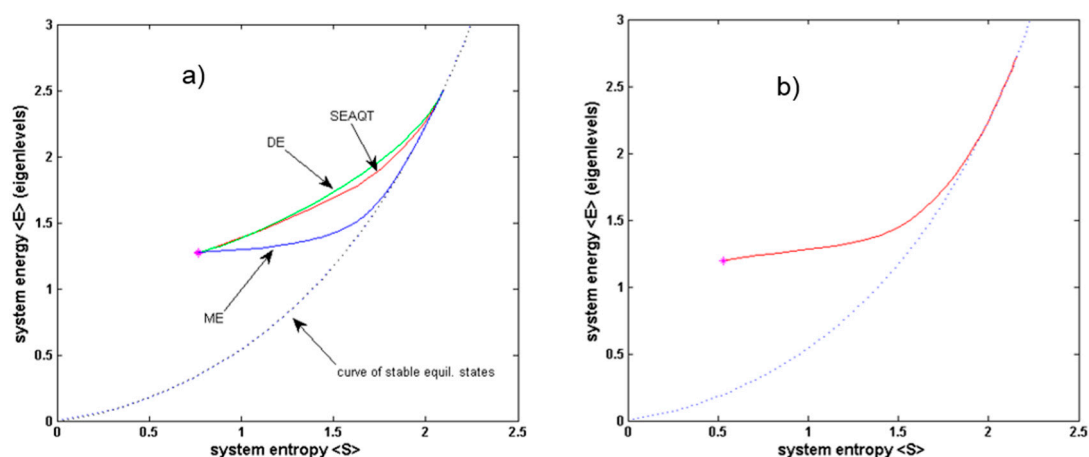 a)
3
2.5
2
1.5
1
0.5
0
system energy <E> (eigenlevels)
SEAQT
DE
ME
curve of stable equil. states
0
0.5
1
1.5
2
2.5
system entropy <S>
b)
3
2.5
2
1.5
1
0.5
0
system energy <E> (eigenlevels)
0
0.5
1
1.5
2
2.5
system entropy <S>